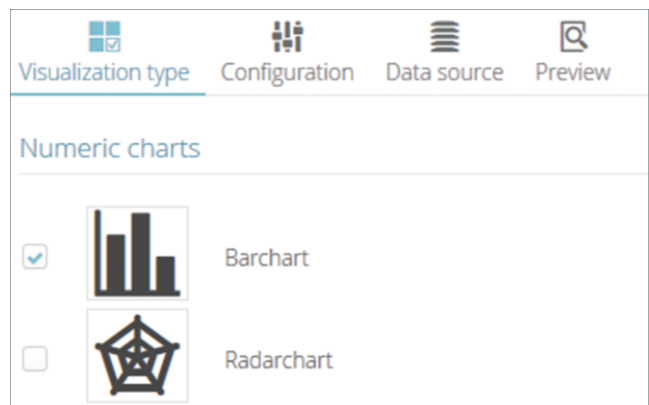 Visualization type Configuration Data source Preview
Numeric charts
Barchart
Radarchart